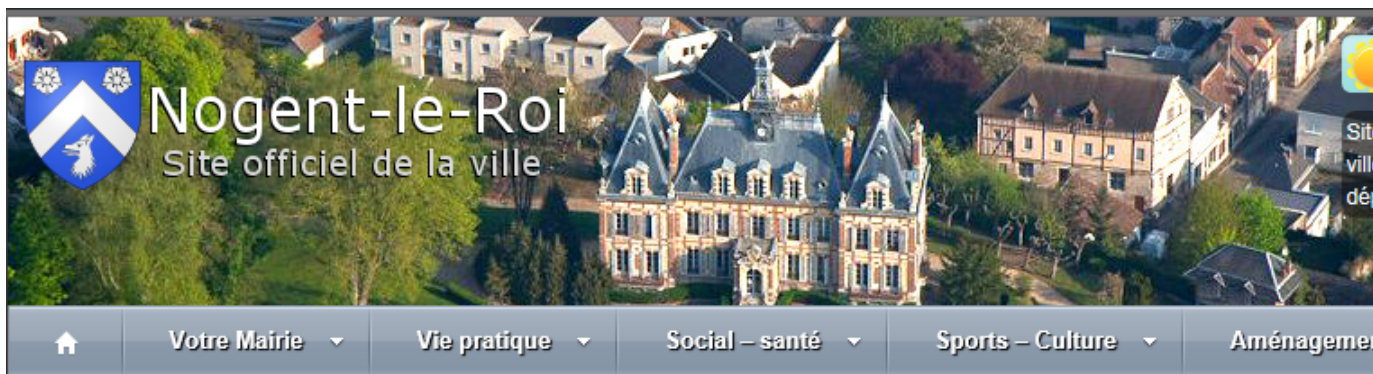 Nogent-le-Roi
Site officiel de la ville
Votre Mairie
Vie pratique
Social – santé
Sports – Culture